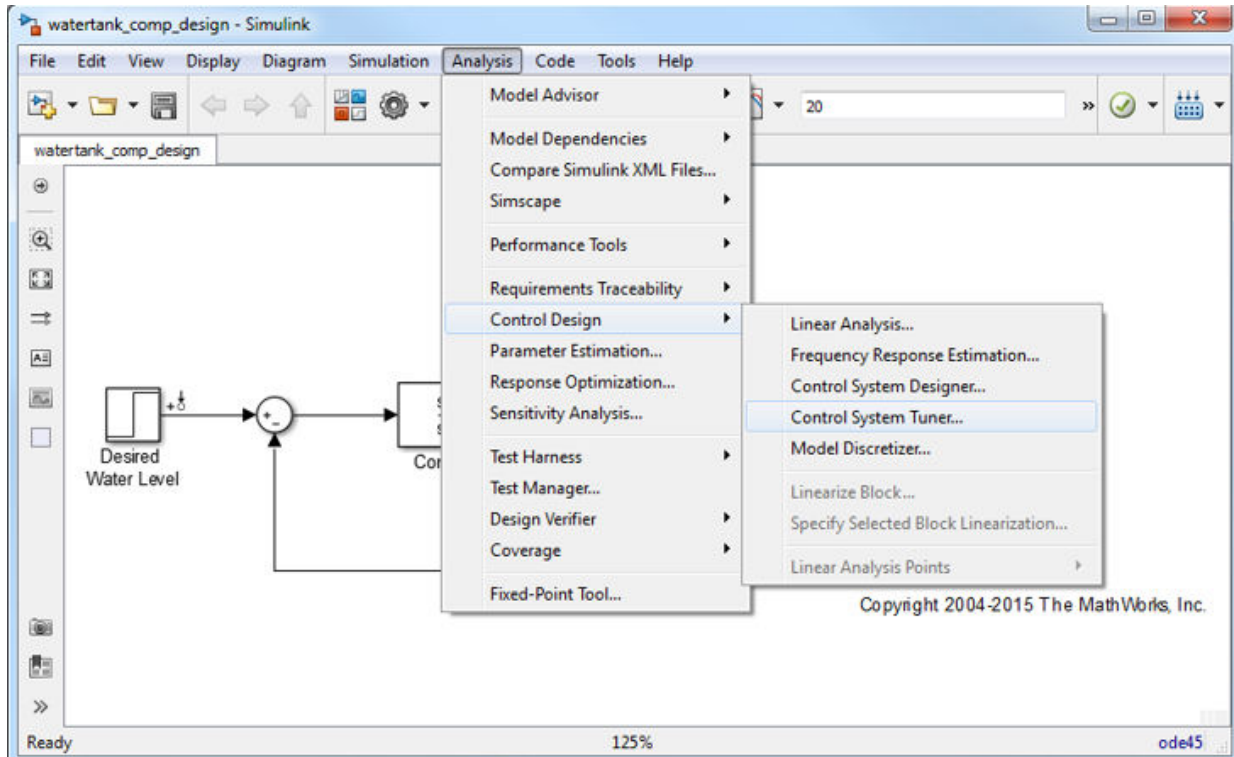 watertank_comp_design - Simulink
File Edit View Display Diagram Simulation Analysis Code Tools Help
20 »
watertank_comp_design
Model Advisor
Model Dependencies
Compare Simulink XML Files...
Simscape
Performance Tools
Requirements Traceability
Control Design
Parameter Estimation...
Response Optimization...
Sensitivity Analysis...
Test Harness
Test Manager...
Design Verifier
Coverage
Fixed-Point Tool...
Linear Analysis...
Frequency Response Estimation...
Control System Designer...
Control System Tuner...
Model Discretizer...
Linearize Block...
Specify Selected Block Linearization...
Linear Analysis Points
Desired
Water Level
Con
Copyright 2004-2015 The MathWorks, Inc.
Ready 125% ode45